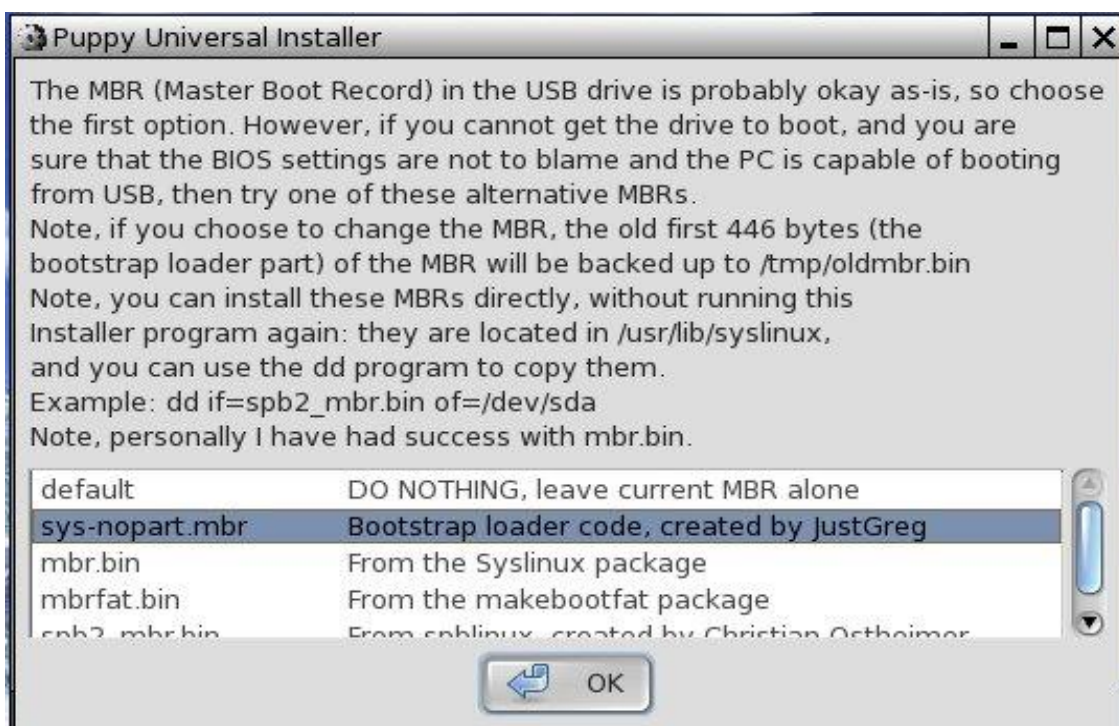 Puppy Universal Installer
The MBR (Master Boot Record) in the USB drive is probably okay as-is, so choose
the first option. However, if you cannot get the drive to boot, and you are
sure that the BIOS settings are not to blame and the PC is capable of booting
from USB, then try one of these alternative MBRs.
Note, if you choose to change the MBR, the old first 446 bytes (the
bootstrap loader part) of the MBR will be backed up to /tmp/oldmbr.bin
Note, you can install these MBRs directly, without running this
Installer program again: they are located in /usr/lib/syslinux,
and you can use the dd program to copy them.
Example: dd if=spb2_mbr.bin of=/dev/sda
Note, personally I have had success with mbr.bin.
default DO NOTHING, leave current MBR alone
sys-nopart.mbr Bootstrap loader code, created by JustGreg
mbr.bin From the Syslinux package
mbrfat.bin From the makebootfat package
spb2_mbr.bin From spblinux, created by Christian Ostheimer
OK